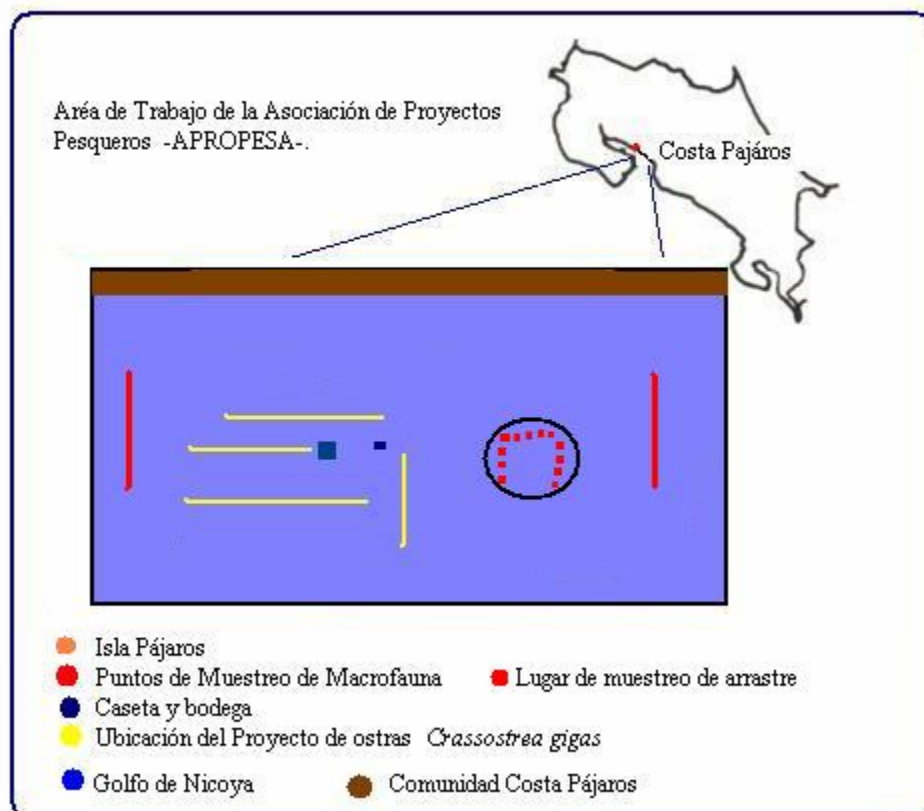 Aréa de Trabajo de la Asociación de Proyectos
Pesqueros -APROPESA-.
Costa Pajáros
Isla Pájaros
Puntos de Muestreo de Macrofauna
Lugar de muestreo de arrastre
Caseta y bodega
Ubicación del Proyecto de ostras Crassostrea gigas
Golfo de Nicoya
Comunidad Costa Pájaros